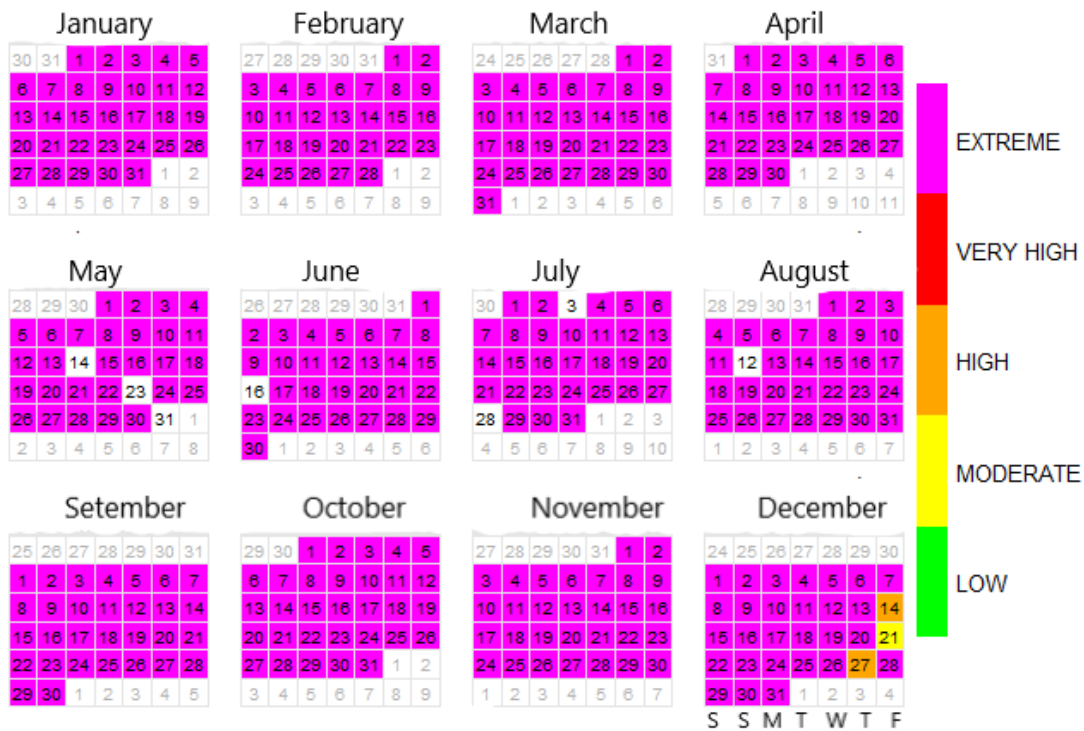 January February March April
30 31 1 2 3 4 5 27 28 29 30 31 1 2 24 25 26 27 28 1 2 31 1 2 3 4 5 6
6 7 8 9 10 11 12 3 4 5 6 7 8 9 3 4 5 6 7 8 9 7 8 9 10 11 12 13
13 14 15 16 17 18 19 10 11 12 13 14 15 16 10 11 12 13 14 15 16 14 15 16 17 18 19 20
20 21 22 23 24 25 26 17 18 19 20 21 22 23 17 18 19 20 21 22 23 21 22 23 24 25 26 27
EXTREME
27 28 29 30 31 1 2 24 25 26 27 28 1 2 24 25 26 27 28 29 30 28 29 30 1 2 3 4
3 4 5 6 7 8 9 3 4 5 6 7 8 9 31 1 2 3 4 5 6 5 6 7 8 9 10 11
VERY HIGH
May June July August
28 29 30 1 2 3 4 26 27 28 29 30 31 1 30 1 2 3 4 5 6 28 29 30 31 1 2 3
5 6 7 8 9 10 11 2 3 4 5 6 7 8 7 8 9 10 11 12 13 4 5 6 7 8 9 10
12 13 14 15 16 17 18 9 10 11 12 13 14 15 14 15 16 17 18 19 20 11 12 13 14 15 16 17
HIGH
19 20 21 22 23 24 25 16 17 18 19 20 21 22 21 22 23 24 25 26 27 18 19 20 21 22 23 24
26 27 28 29 30 31 1 23 24 25 26 27 28 29 28 29 30 31 1 2 3 25 26 27 28 29 30 31
2 3 4 5 6 7 8 30 1 2 3 4 5 6 4 5 6 7 8 9 10 1 2 3 4 5 6 7
MODERATE
Setember October November December
25 26 27 28 29 30 31 29 30 1 2 3 4 5 27 28 29 30 31 1 2 24 25 26 27 28 29 30
1 2 3 4 5 6 7 6 7 8 9 10 11 12 3 4 5 6 7 8 9 1 2 3 4 5 6 7
LOW
8 9 10 11 12 13 14 13 14 15 16 17 18 19 10 11 12 13 14 15 16 8 9 10 11 12 13 14
15 16 17 18 19 20 21 20 21 22 23 24 25 26 17 18 19 20 21 22 23 15 16 17 18 19 20 21
22 23 24 25 26 27 28 27 28 29 30 31 1 2 24 25 26 27 28 29 30 22 23 24 25 26 27 28
29 30 1 2 3 4 5 3 4 5 6 7 8 9 1 2 3 4 5 6 7 29 30 31 1 2 3 4
S S M T W T F